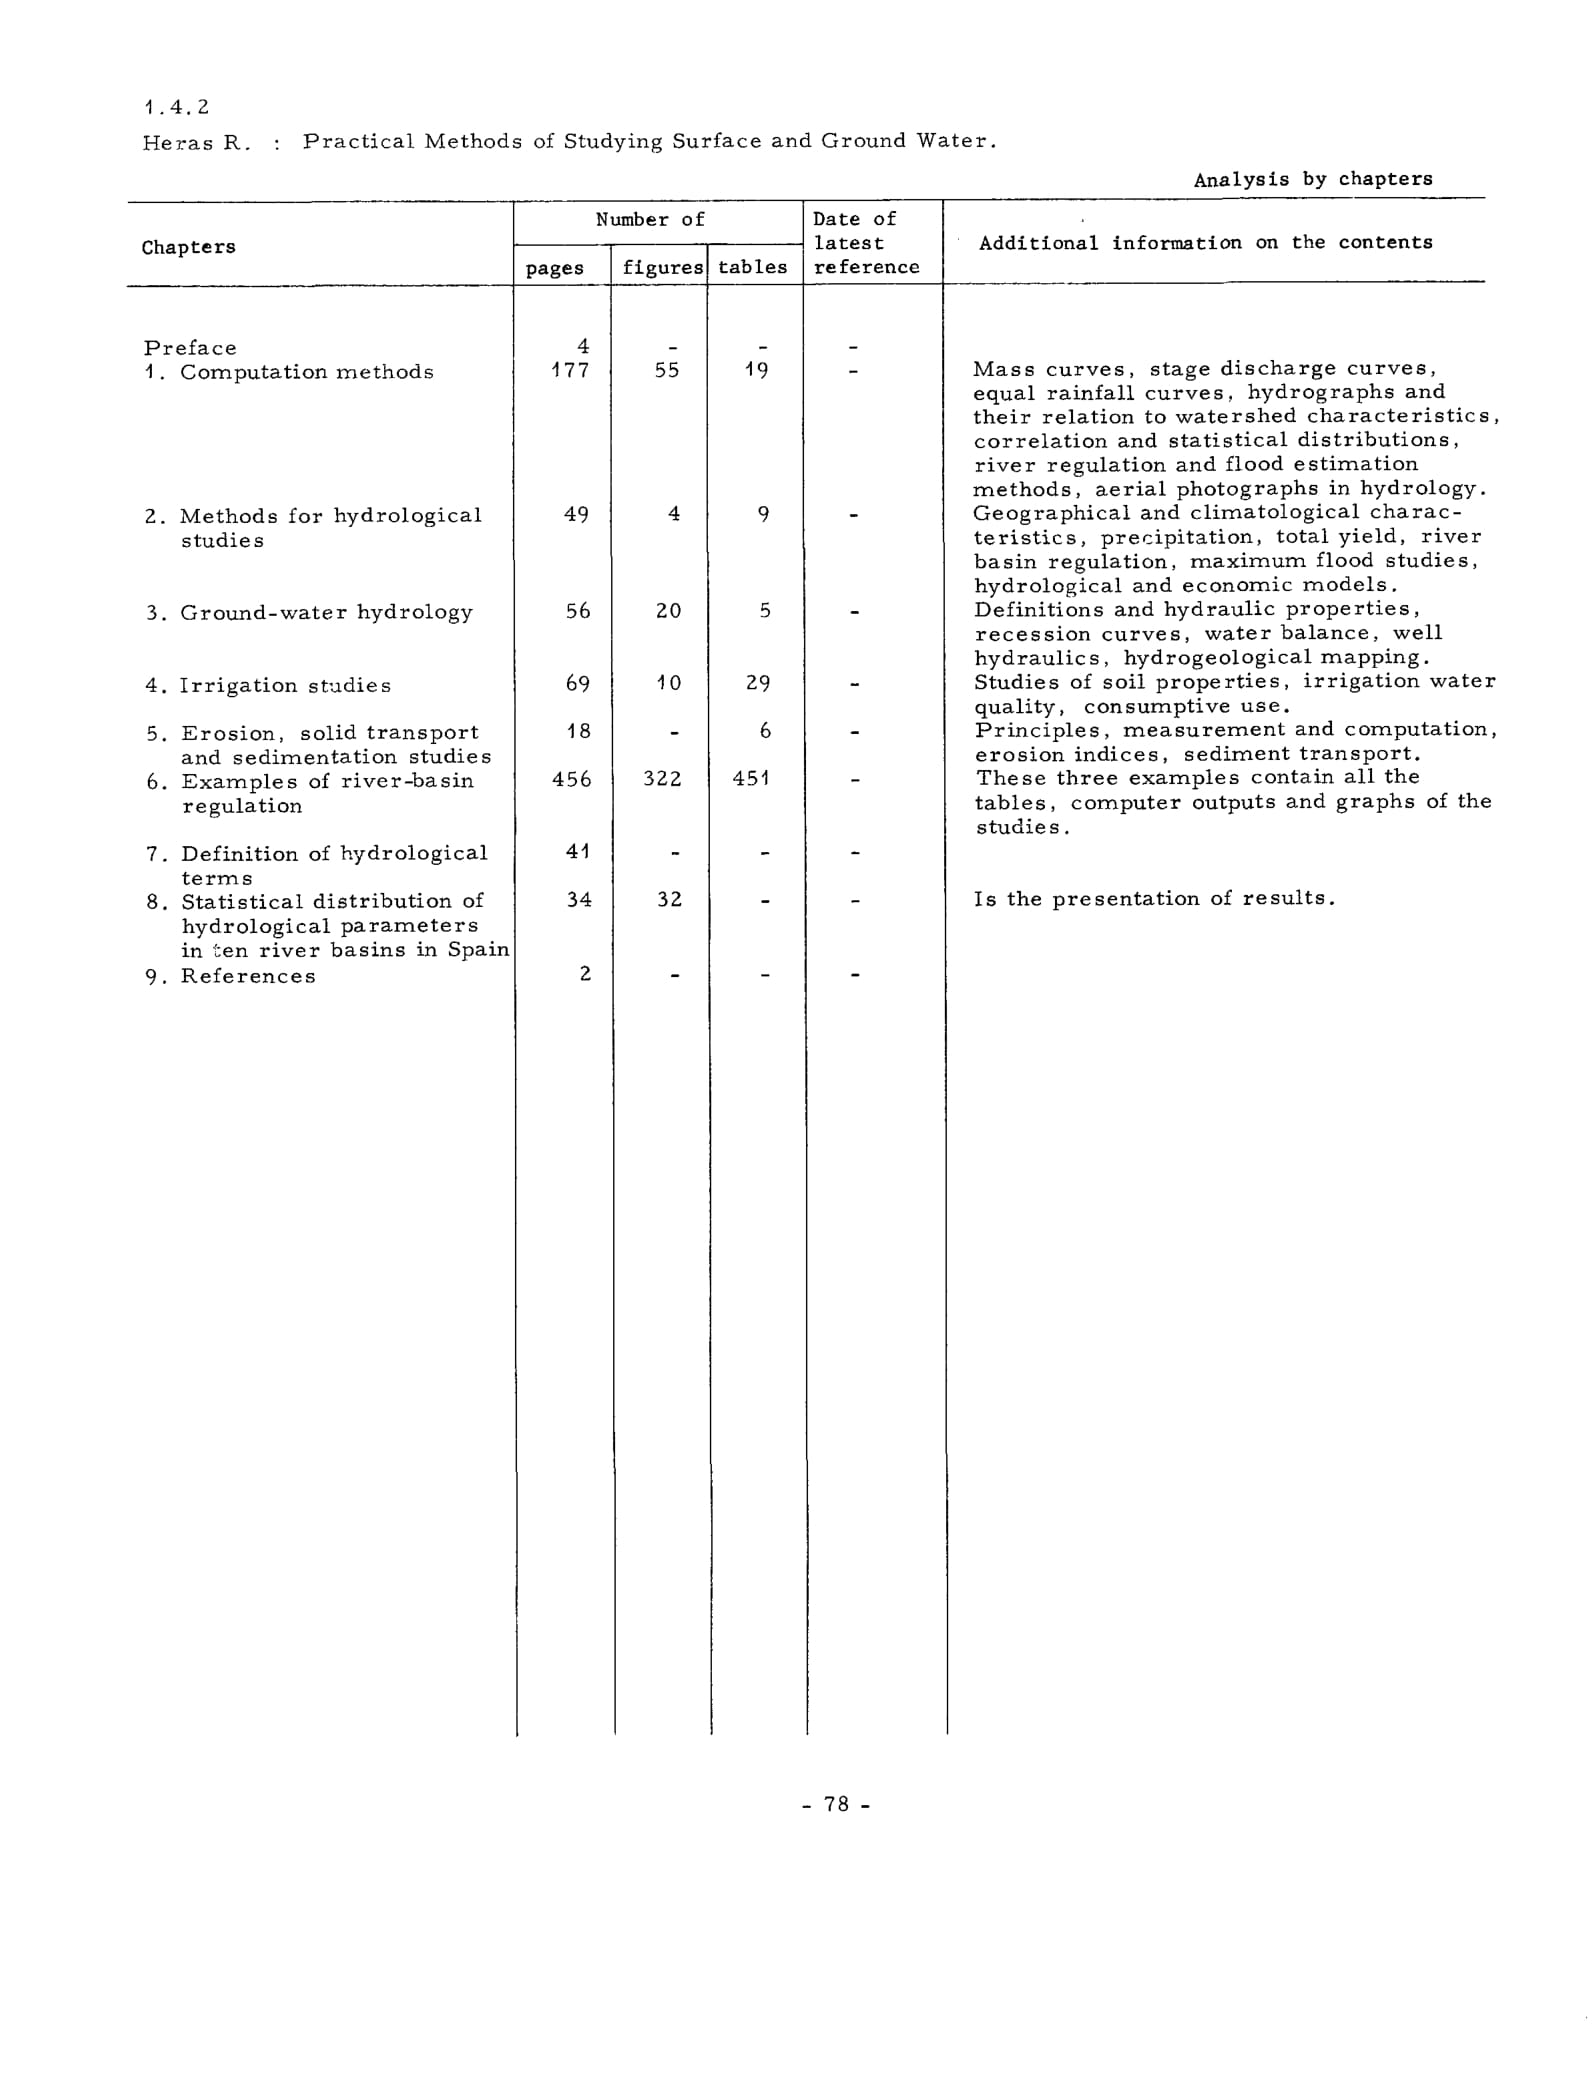 1.4.2
Heras R. : Practical Methods of Studying Surface and Ground Water.
Analysis by chapters
Chapters
Number of
pages figures tables
Date of
latest
reference
Additional information on the contents
Preface 4 - - -
1. Computation methods 177 55 19 - Mass curves, stage discharge curves,
equal rainfall curves, hydrographs and
their relation to watershed characteristics,
correlation and statistical distributions,
river regulation and flood estimation
methods, aerial photographs in hydrology.
2. Methods for hydrological 49 4 9 - Geographical and climatological charac-
studies teristics, precipitation, total yield, river
basin regulation, maximum flood studies,
hydrological and economic models.
3. Ground-water hydrology 56 20 5 - Definitions and hydraulic properties,
recession curves, water balance, well
hydraulics, hydrogeological mapping.
4. Irrigation studies 69 10 29 - Studies of soil properties, irrigation water
quality, consumptive use.
5. Erosion, solid transport 18 - 6 - Principles, measurement and computation,
and sedimentation studies erosion indices, sediment transport.
6. Examples of river-basin 456 322 451 - These three examples contain all the
regulation tables, computer outputs and graphs of the
studies.
7. Definition of hydrological 41 - - -
terms
8. Statistical distribution of 34 32 - - Is the presentation of results.
hydrological parameters
in ten river basins in Spain
9. References 2 - - -
- 78 -